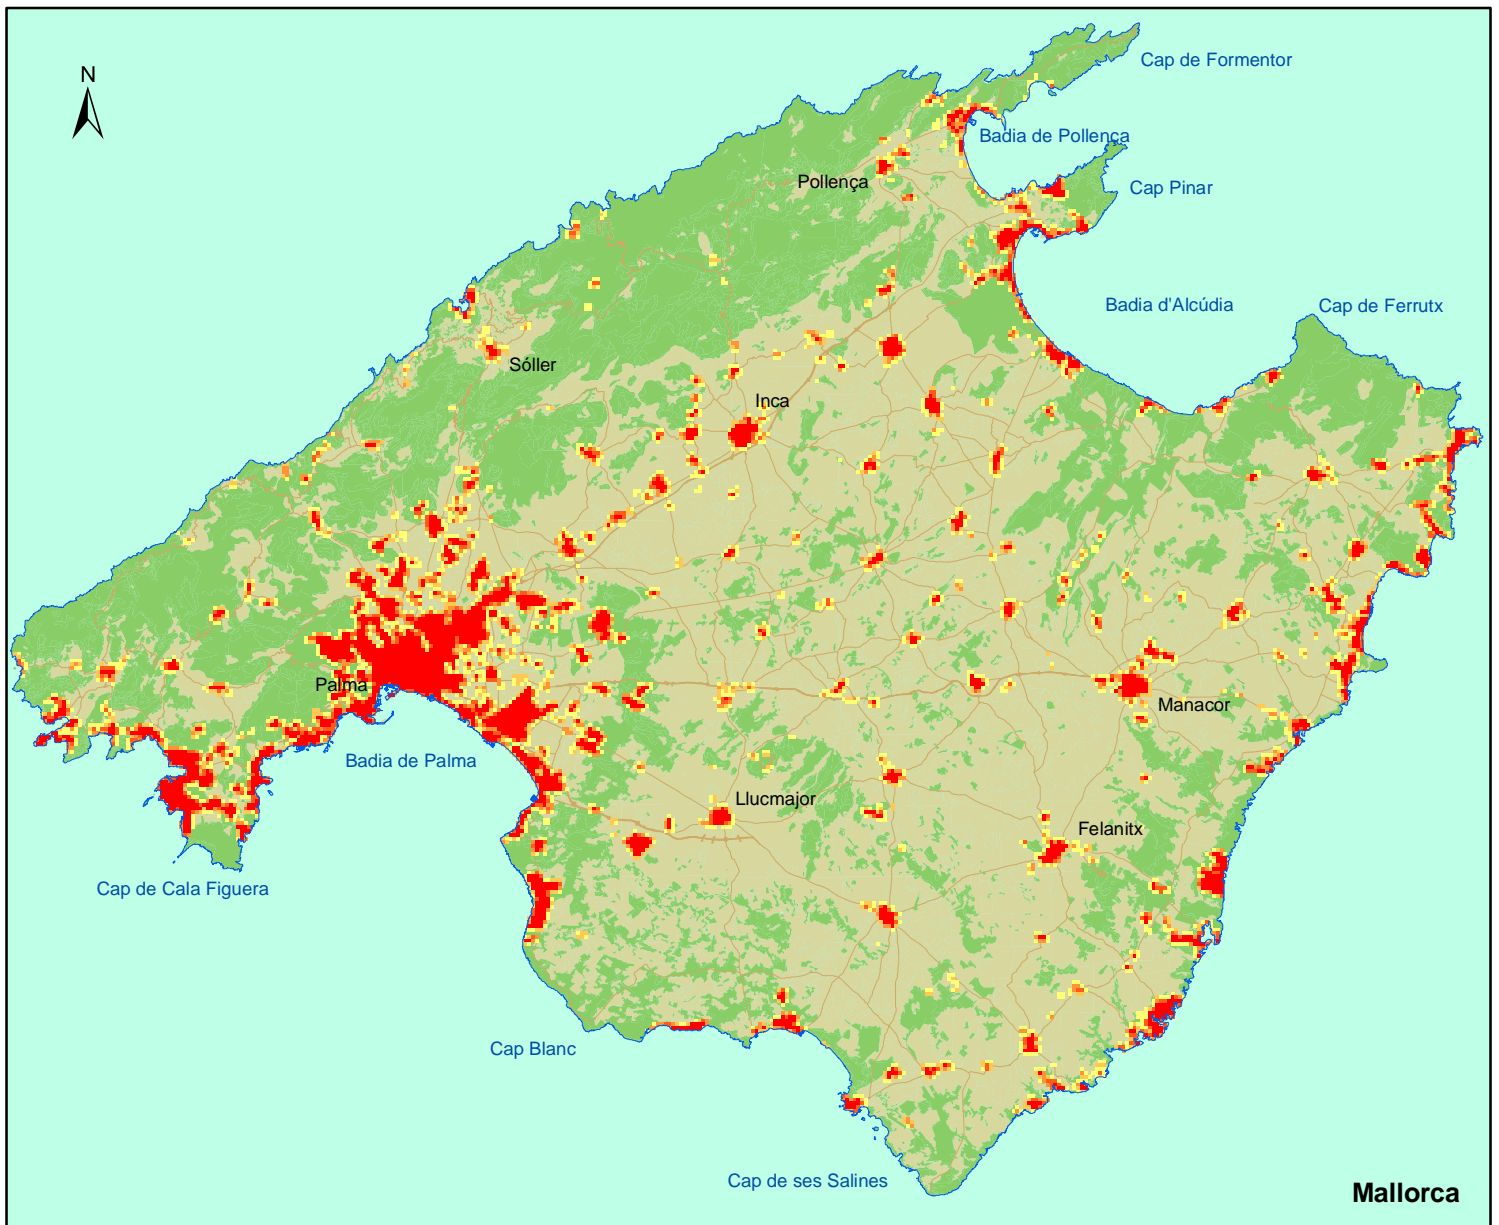 N
Cap de Formentor
Badia de Pollença
Pollença
Cap Pinar
Badia d'Alcúdia
Cap de Ferrutx
Sóller
Inca
Palma
Manacor
Badia de Palma
Llucmajor
Felanitx
Cap de Cala Figuera
Cap Blanc
Cap de ses Salines
Mallorca